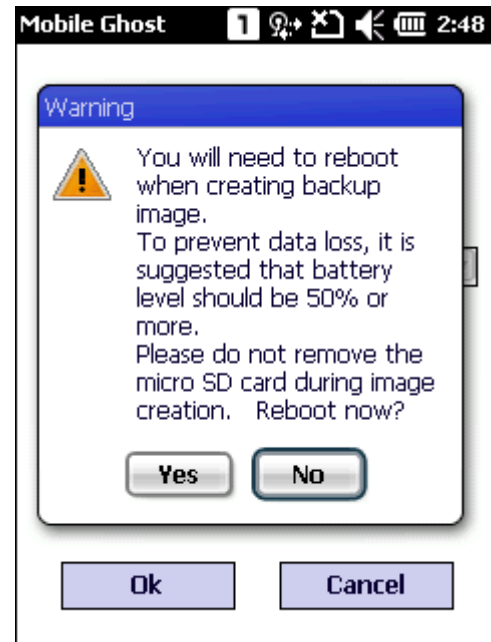 Mobile Ghost 1 2:48
Warning
You will need to reboot
when creating backup
image.
To prevent data loss, it is
suggested that battery
level should be 50% or
more.
Please do not remove the
micro SD card during image
creation. Reboot now?
Yes No
Ok Cancel